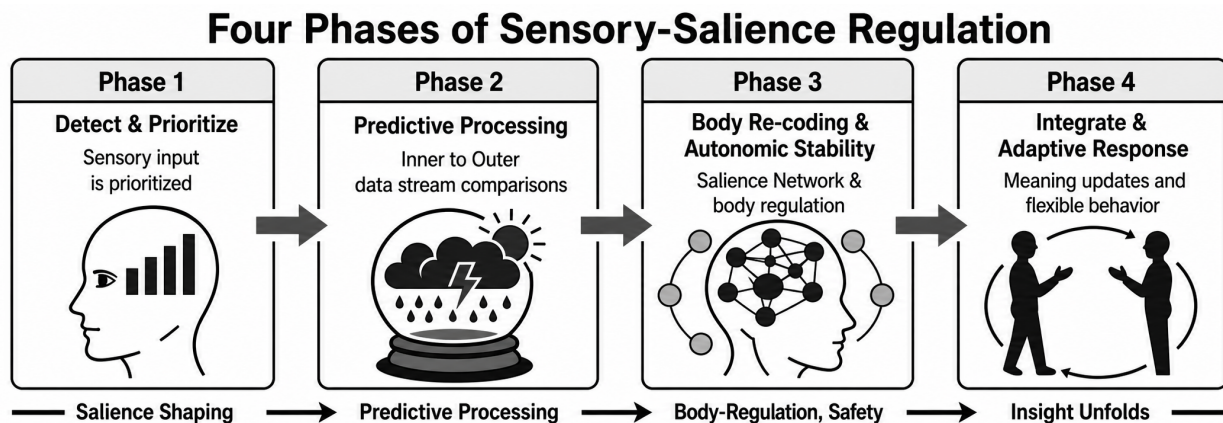 Four Phases of Sensory-Salience Regulation
Phase 1
Detect & Prioritize
Sensory input
is prioritized
Phase 2
Predictive Processing
Inner to Outer
data stream comparisons
Phase 3
Body Re-coding &
Autonomic Stability
Salience Network &
body regulation
Phase 4
Integrate &
Adaptive Response
Meaning updates and
flexible behavior
Salience Shaping
Predictive Processing
Body-Regulation, Safety
Insight Unfolds